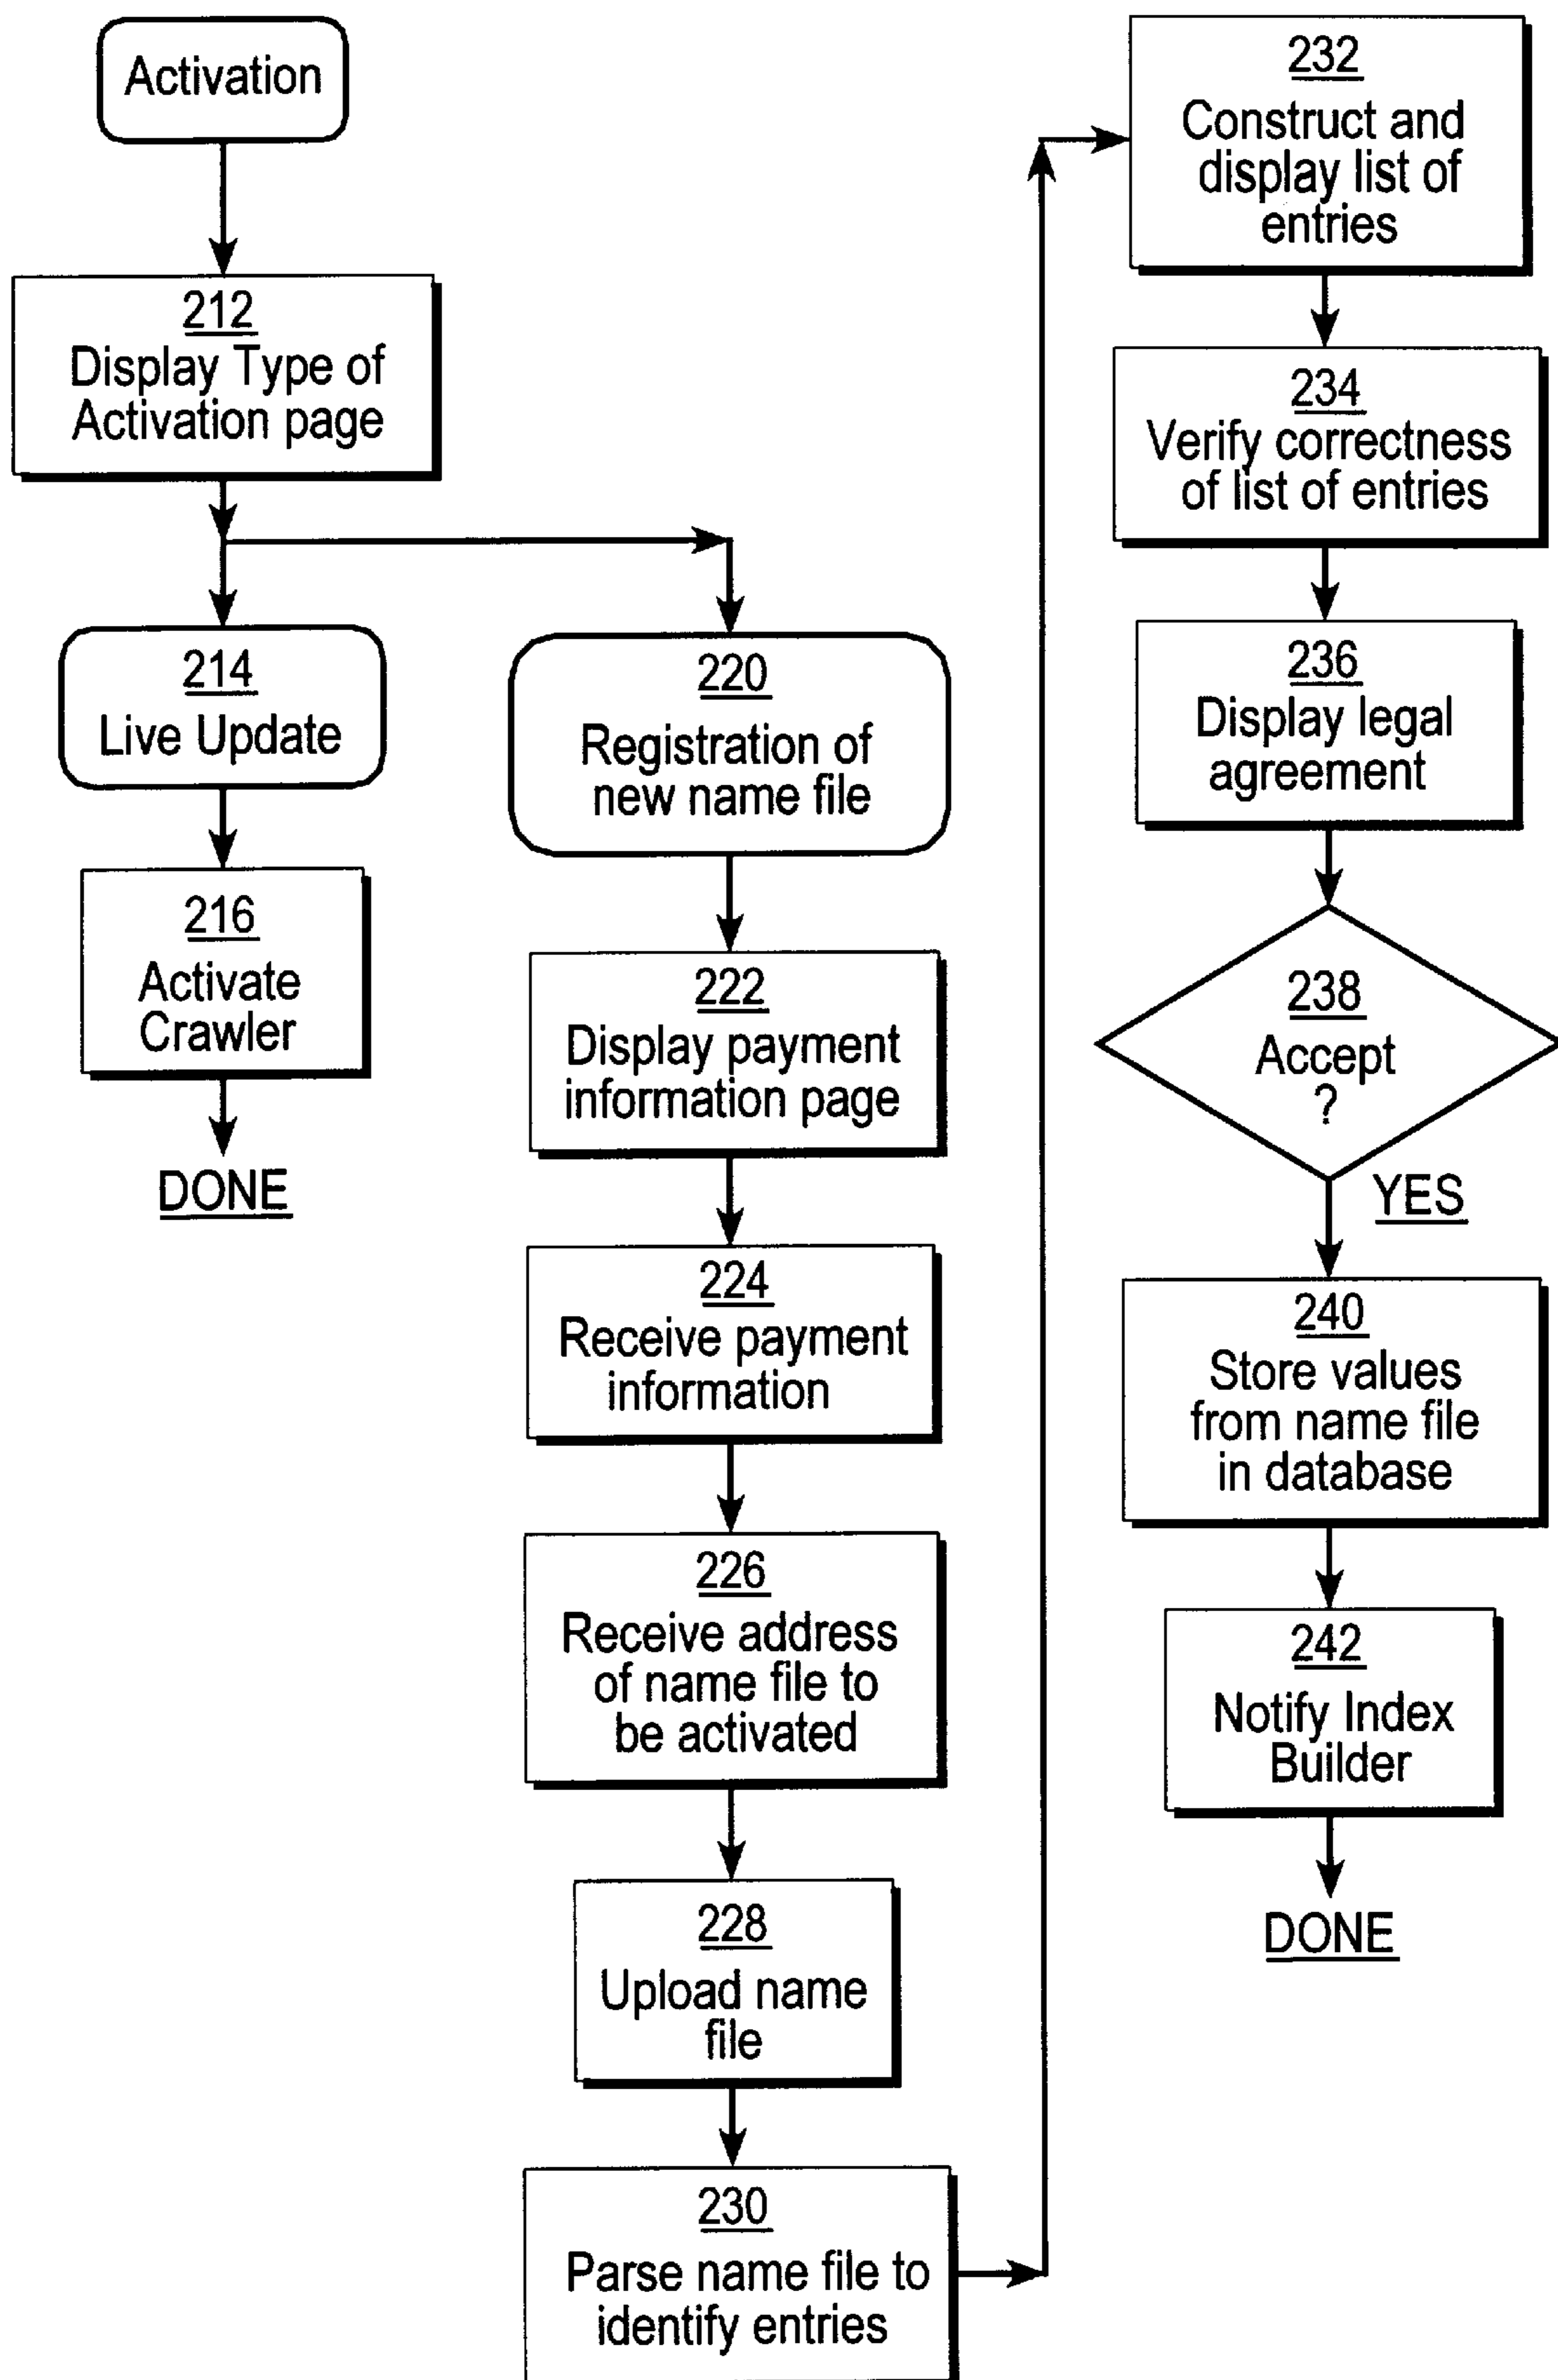 Activation
212
Display Type of
Activation page
214
Live Update
216
Activate
Crawler
DONE
220
Registration of
new name file
222
Display payment
information page
224
Receive payment
information
226
Receive address
of name file to
be activated
228
Upload name
file
230
Parse name file to
identify entries
232
Construct and
display list of
entries
234
Verify correctness
of list of entries
236
Display legal
agreement
238
Accept
?
YES
240
Store values
from name file
in database
242
Notify Index
Builder
DONE